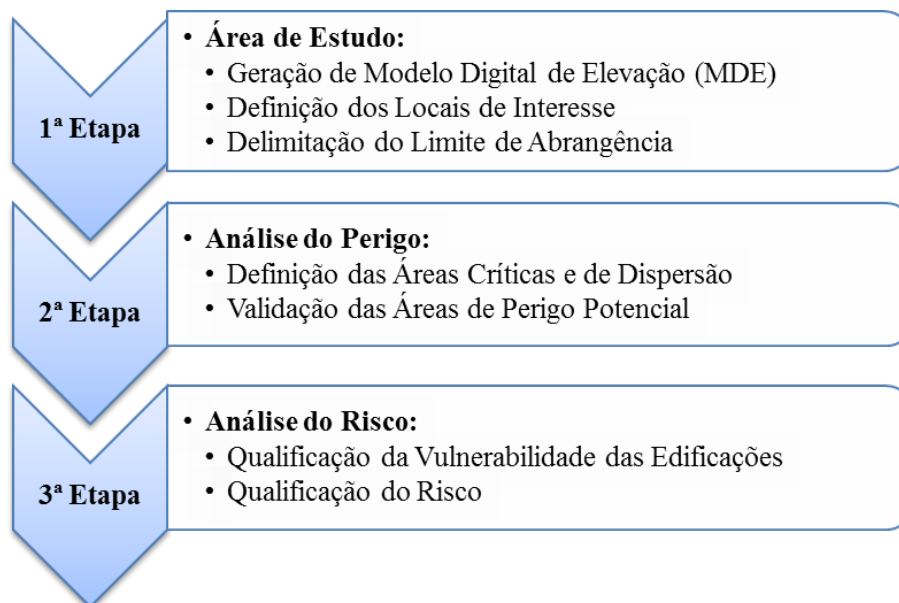 1ª Etapa
• Área de Estudo:
• Geração de Modelo Digital de Elevação (MDE)
• Definição dos Locais de Interesse
• Delimitação do Limite de Abrangência
2ª Etapa
• Análise do Perigo:
• Definição das Áreas Críticas e de Dispersão
• Validação das Áreas de Perigo Potencial
3ª Etapa
• Análise do Risco:
• Qualificação da Vulnerabilidade das Edificações
• Qualificação do Risco